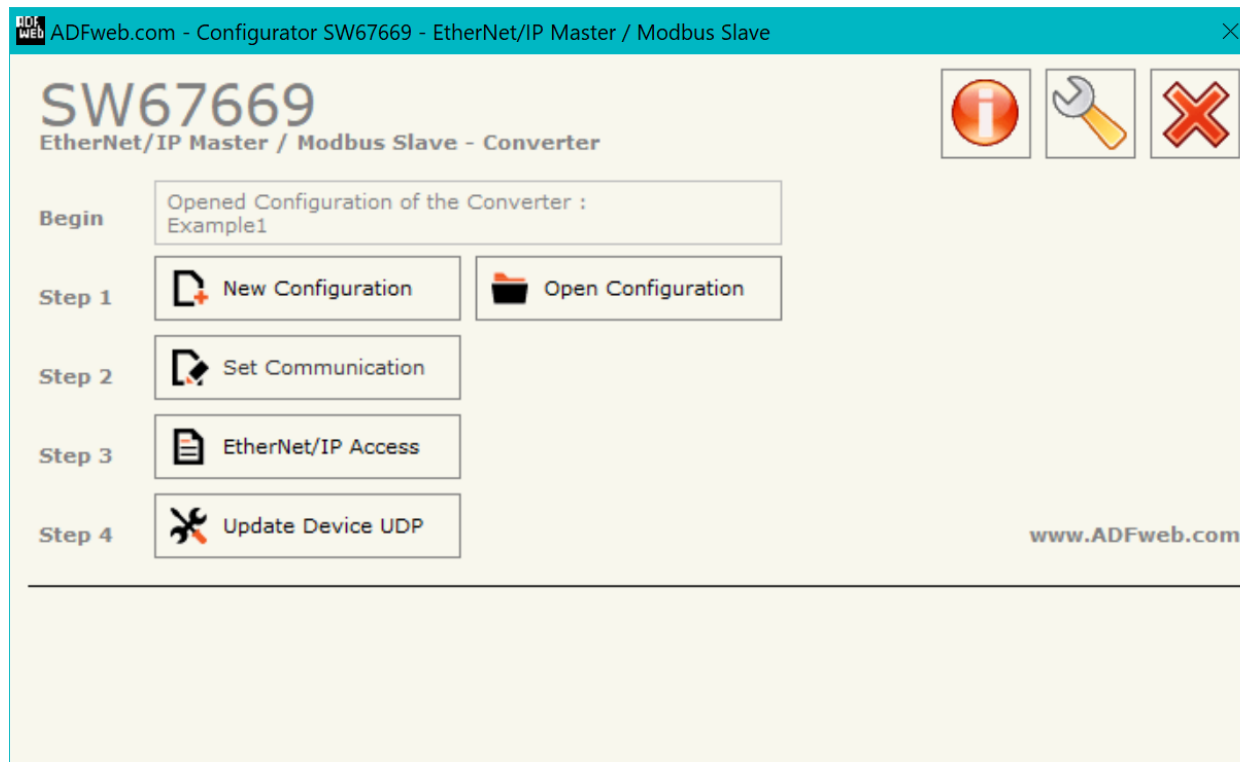 ADF
WEB
ADFweb.com - Configurator SW67669 - EtherNet/IP Master / Modbus Slave
SW67669
EtherNet/IP Master / Modbus Slave - Converter
Begin
Opened Configuration of the Converter :
Example1
Step 1
New Configuration
Open Configuration
Step 2
Set Communication
Step 3
EtherNet/IP Access
Step 4
Update Device UDP
www.ADFweb.com